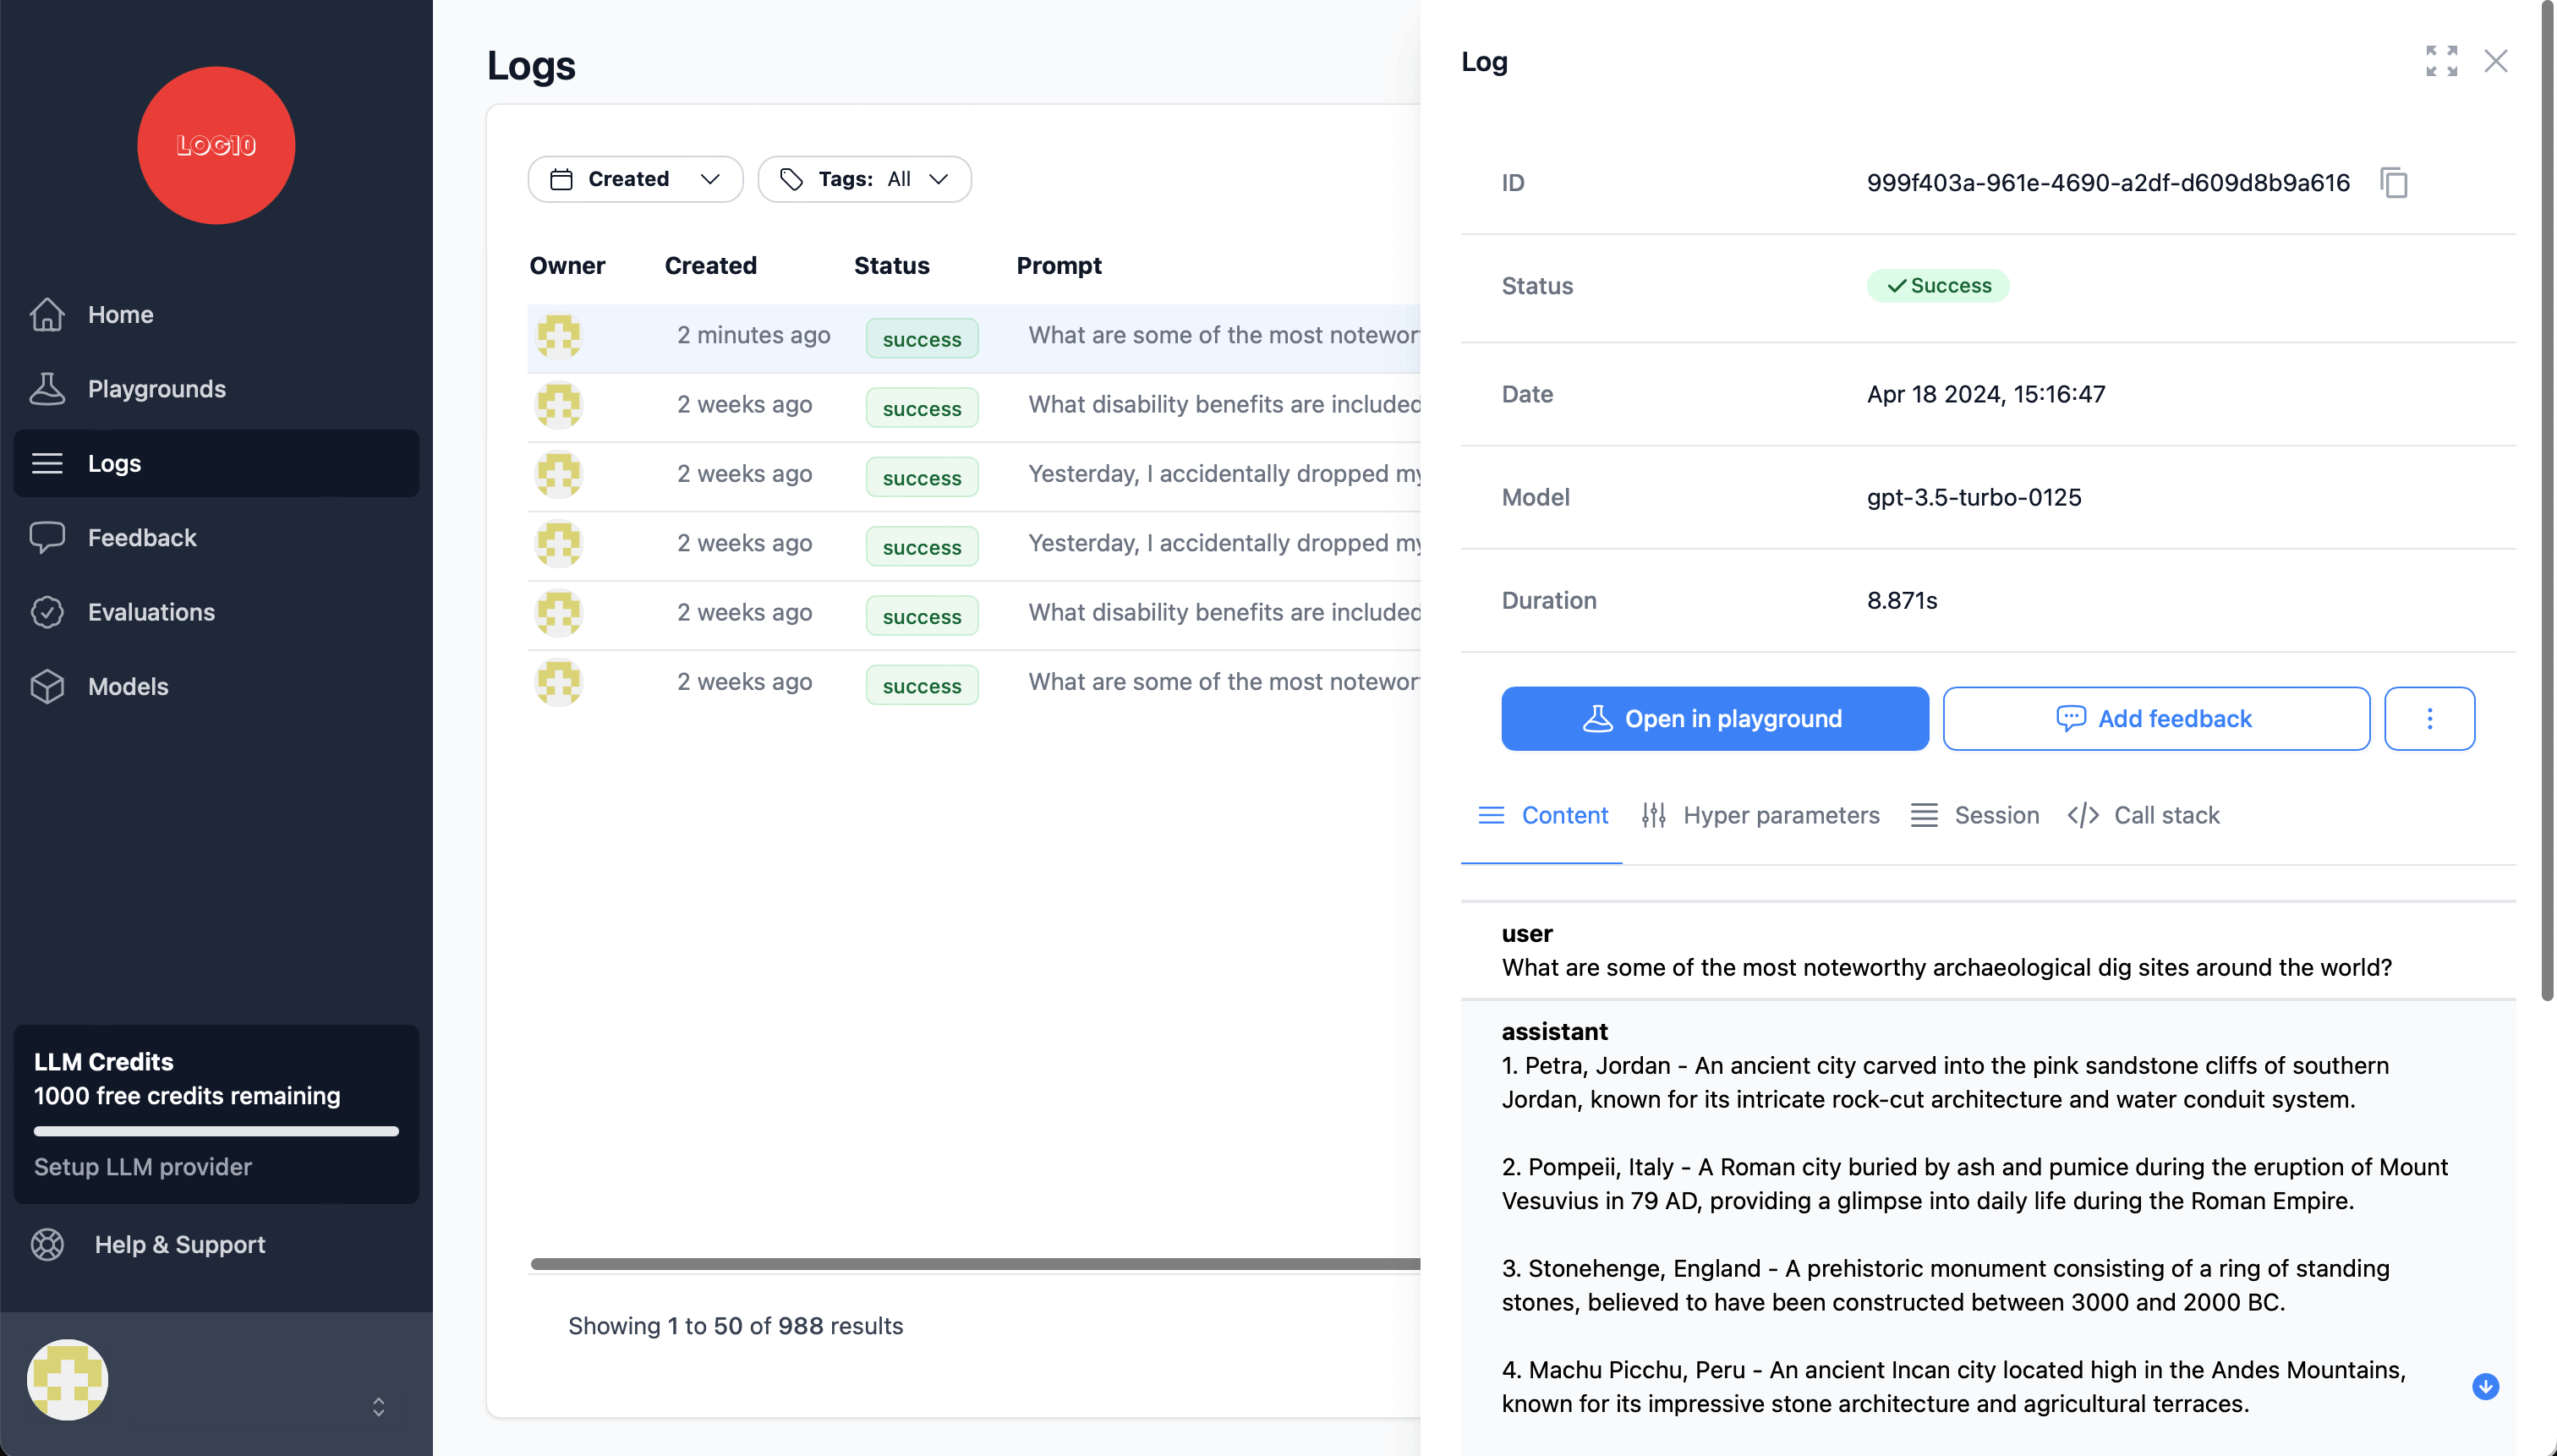 LOG10
Home
Playgrounds
Logs
Feedback
Evaluations
Models
LLM Credits
1000 free credits remaining
Setup LLM provider
Help & Support
Logs
Created
Tags: All
Owner Created Status Prompt
2 minutes ago success What are some of the most notewor
2 weeks ago success What disability benefits are included
2 weeks ago success Yesterday, I accidentally dropped my
2 weeks ago success Yesterday, I accidentally dropped my
2 weeks ago success What disability benefits are included
2 weeks ago success What are some of the most notewor
Showing 1 to 50 of 988 results
Log
ID 999f403a-961e-4690-a2df-d609d8b9a616
Status Success
Date Apr 18 2024, 15:16:47
Model gpt-3.5-turbo-0125
Duration 8.871s
Open in playground Add feedback
Content Hyper parameters Session Call stack
user
What are some of the most noteworthy archaeological dig sites around the world?
assistant
1. Petra, Jordan - An ancient city carved into the pink sandstone cliffs of southern
Jordan, known for its intricate rock-cut architecture and water conduit system.
2. Pompeii, Italy - A Roman city buried by ash and pumice during the eruption of Mount
Vesuvius in 79 AD, providing a glimpse into daily life during the Roman Empire.
3. Stonehenge, England - A prehistoric monument consisting of a ring of standing
stones, believed to have been constructed between 3000 and 2000 BC.
4. Machu Picchu, Peru - An ancient Incan city located high in the Andes Mountains,
known for its impressive stone architecture and agricultural terraces.